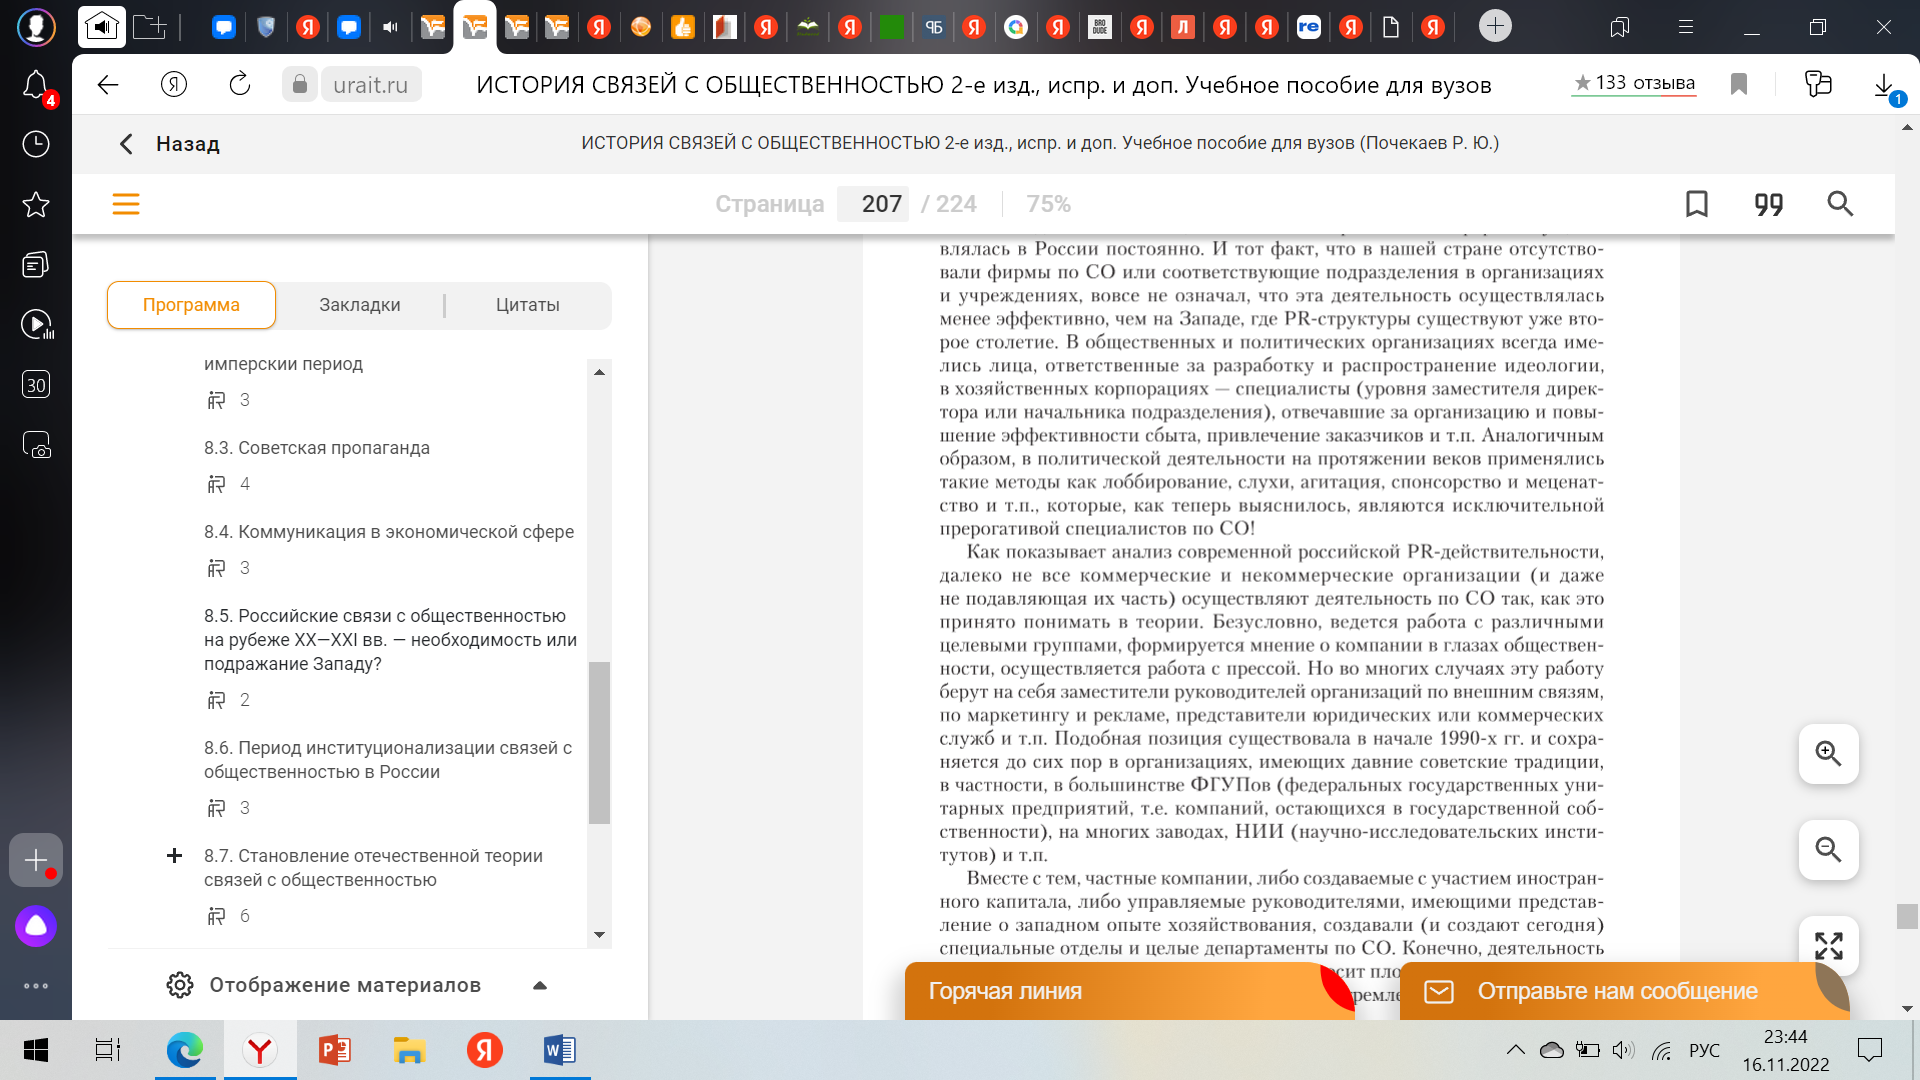 4
30
urait.ru
ИСТОРИЯ СВЯЗЕЙ С ОБЩЕСТВЕННОСТЬЮ 2-е изд., испр. и доп. Учебное пособие для вузов
★ 133 отзыва
1
Назад
ИСТОРИЯ СВЯЗЕЙ С ОБЩЕСТВЕННОСТЬЮ 2-е изд., испр. и доп. Учебное пособие для вузов (Почекаев Р. Ю.)
Страница 207 / 224 75%
Программа Закладки Цитаты
имперский период
3
8.3. Советская пропаганда
4
8.4. Коммуникация в экономической сфере
3
8.5. Российские связи с общественностью
на рубеже XX—XXI вв. — необходимость или
подражание Западу?
2
8.6. Период институционализации связей с
общественностью в России
3
8.7. Становление отечественной теории
связей с общественностью
6
Отображение материалов
влялась в России постоянно. И тот факт, что в нашей стране отсутство-
вали фирмы по СО или соответствующие подразделения в организациях
и учреждениях, вовсе не означал, что эта деятельность осуществлялась
менее эффективно, чем на Западе, где PR-структуры существуют уже вто-
рое столетие. В общественных и политических организациях всегда име-
лись лица, ответственные за разработку и распространение идеологии,
в хозяйственных корпорациях — специалисты (уровня заместителя дирек-
тора или начальника подразделения), отвечавшие за организацию и повы-
шение эффективности сбыта, привлечение заказчиков и т.п. Аналогичным
образом, в политической деятельности на протяжении веков применялись
такие методы как лоббирование, слухи, агитация, спонсорство и меценат-
ство и т.п., которые, как теперь выяснилось, являются исключительной
прерогативой специалистов по СО!
Как показывает анализ современной российской PR-действительности,
далеко не все коммерческие и некоммерческие организации (и даже
не подавляющая их часть) осуществляют деятельность по СО так, как это
принято понимать в теории. Безусловно, ведется работа с различными
целевыми группами, формируется мнение о компании в глазах обществен-
ности, осуществляется работа с прессой. Но во многих случаях эту работу
берут на себя заместители руководителей организаций по внешним связям,
по маркетингу и рекламе, представители юридических или коммерческих
служб и т.п. Подобная позиция существовала в начале 1990-х гг. и сохра-
няется до сих пор в организациях, имеющих давние советские традиции,
в частности, в большинстве ФГУПов (федеральных государственных уни-
тарных предприятий, т.е. компаний, остающихся в государственной соб-
ственности), на многих заводах, НИИ (научно-исследовательских инсти-
тутов) и т.п.
Вместе с тем, частные компании, либо создаваемые с участием иностран-
ного капитала, либо управляемые руководителями, имеющими представ-
ление о западном опыте хозяйствования, создавали (и создают сегодня)
специальные отделы и целые департаменты по СО. Конечно, деятельность
Горячая линия
Отправьте нам сообщение
РУС
23:44
16.11.2022